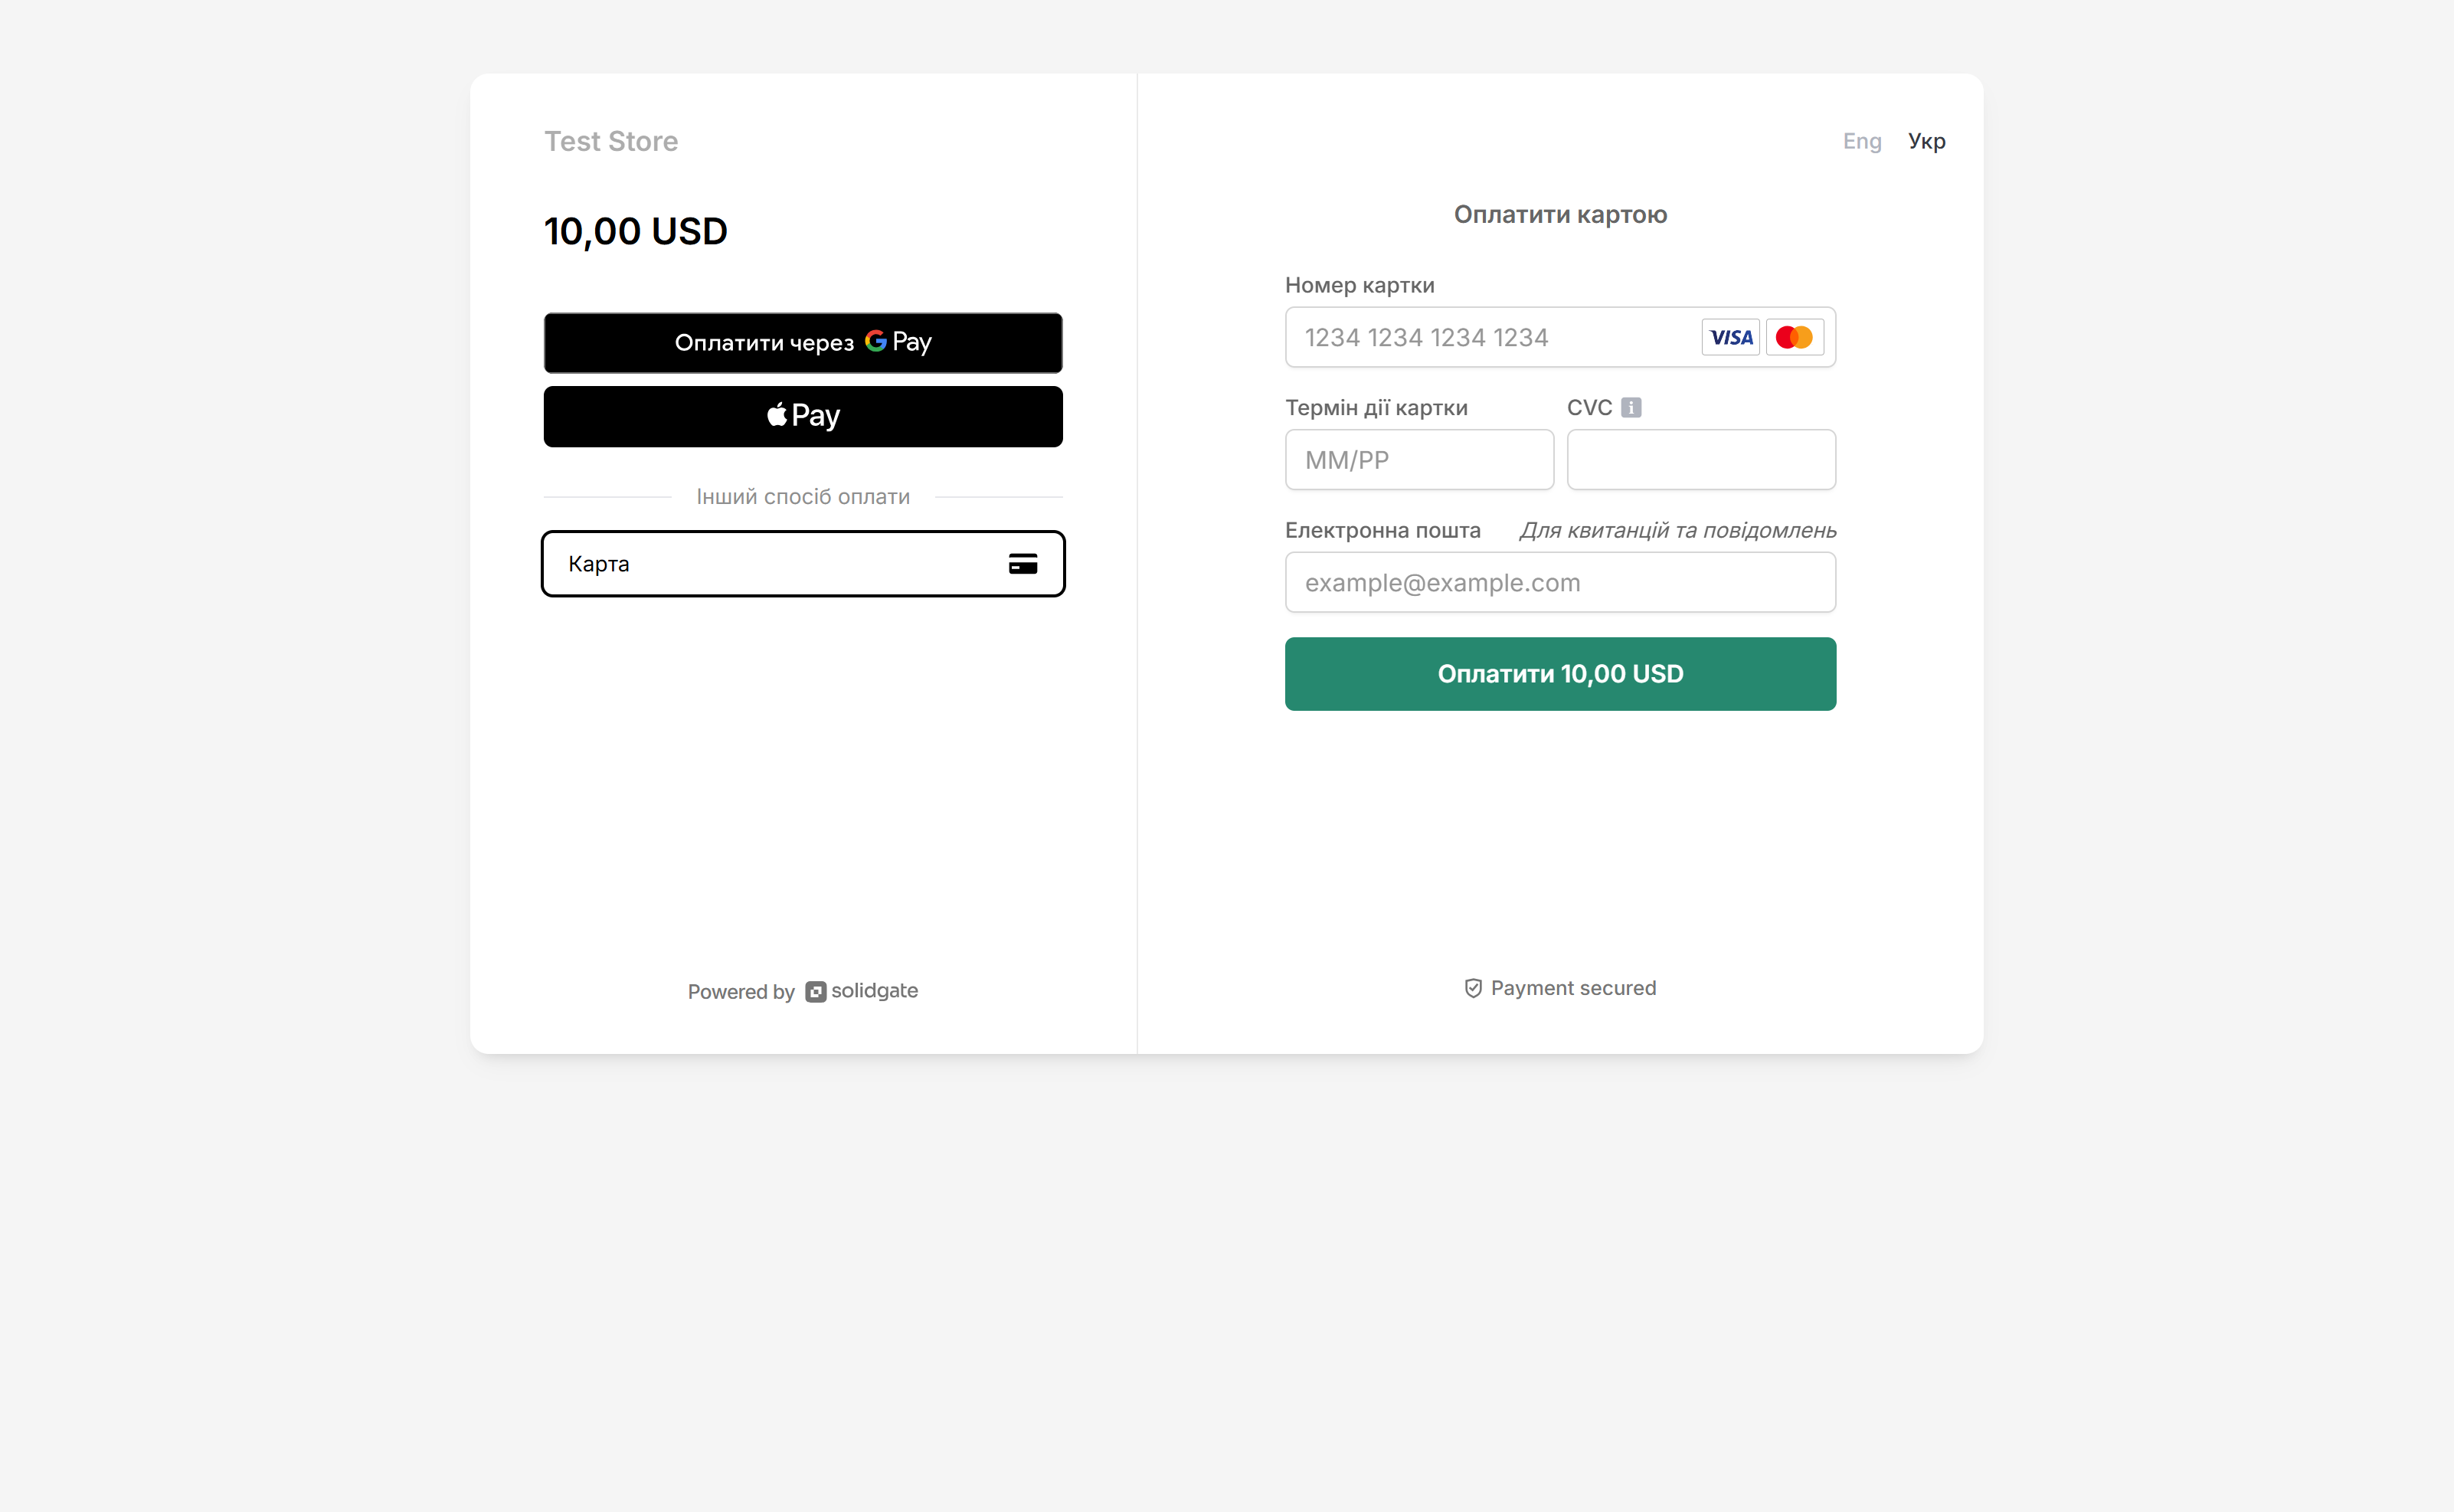 Test Store
10,00 USD
Оплатити через G Pay
Pay
Інший спосіб оплати
Карта
Powered by solidgate
Eng Укр
Оплатити картою
Номер картки
1234 1234 1234 1234 VISA
Термін дії картки CVC i
ММ/РР
Електронна пошта Для квитанцій та повідомлень
example@example.com
Оплатити 10,00 USD
Payment secured